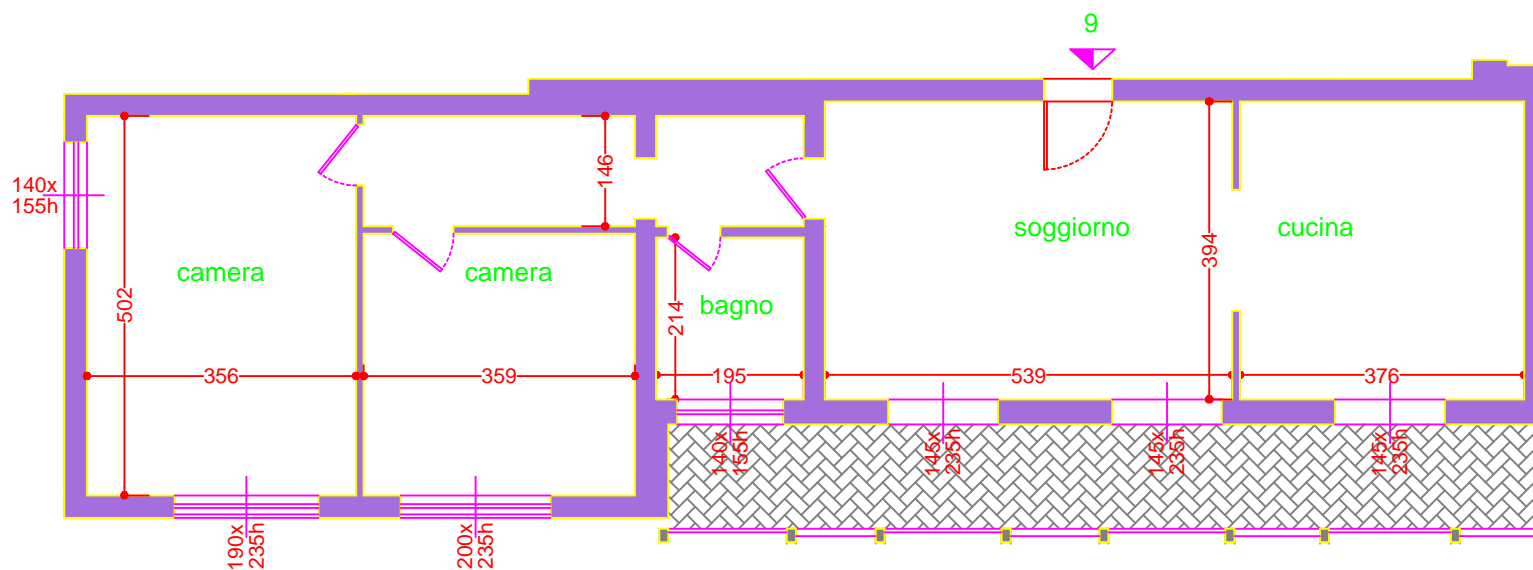 9
140x
155h
146
soggiorno
cucina
394
camera
camera
502
214
bagno
356
359
195
539
376
140x
155h
145x
235h
145x
235h
145x
235h
190x
235h
200x
235h